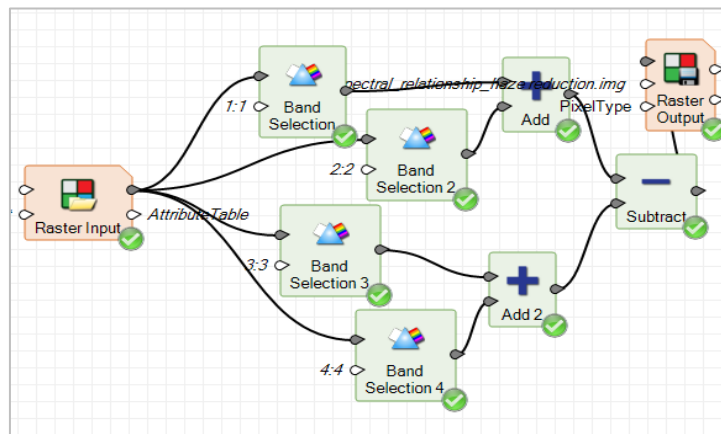 1:1
Band
Selection
pectral_relationship_haze reduction.img
Add
PixelType
Raster
Output
2:2
Band
Selection 2
Raster Input
AttributeTable
Subtract
3:3
Band
Selection 3
Add 2
4:4
Band
Selection 4